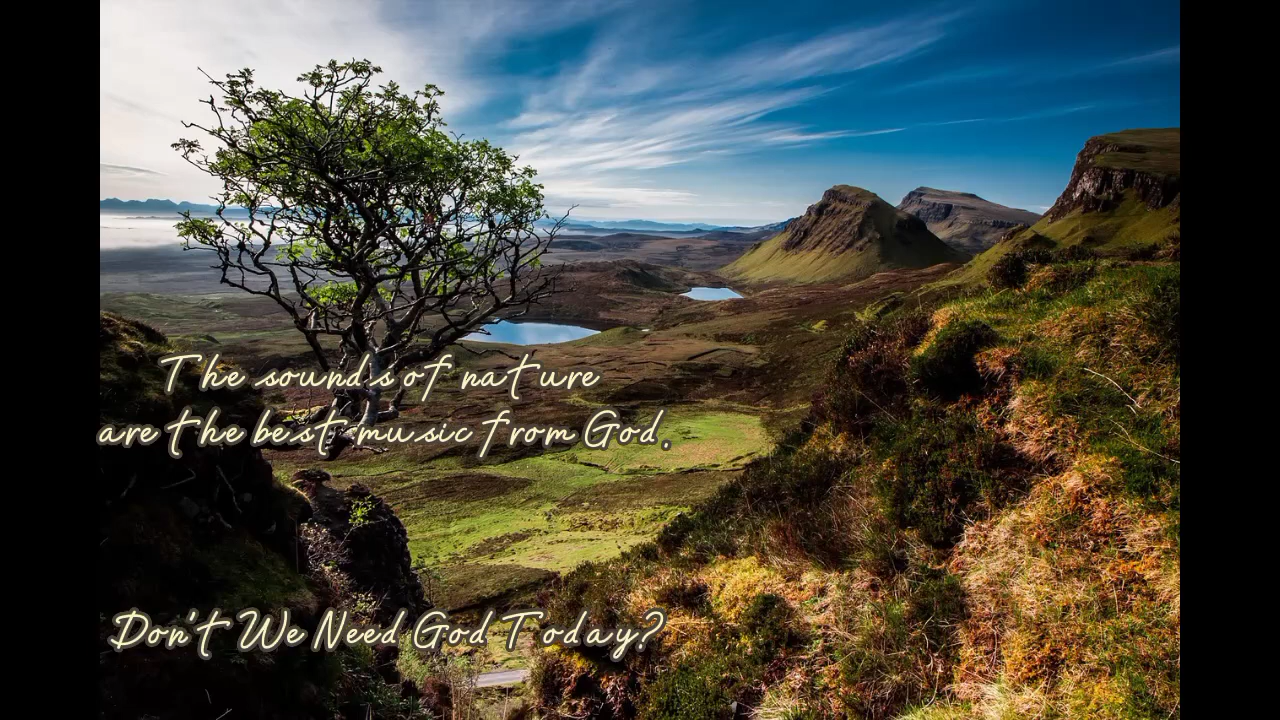 The sounds of nature
are the best music from God.
Don't We Need God Today?